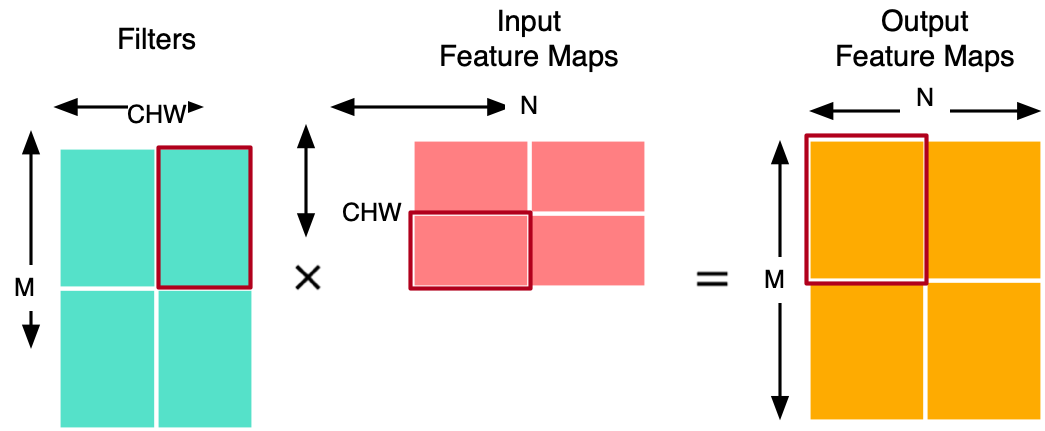 Filters
Input
Feature Maps
Output
Feature Maps
CHW
N
N
M
CHW
×
=
M